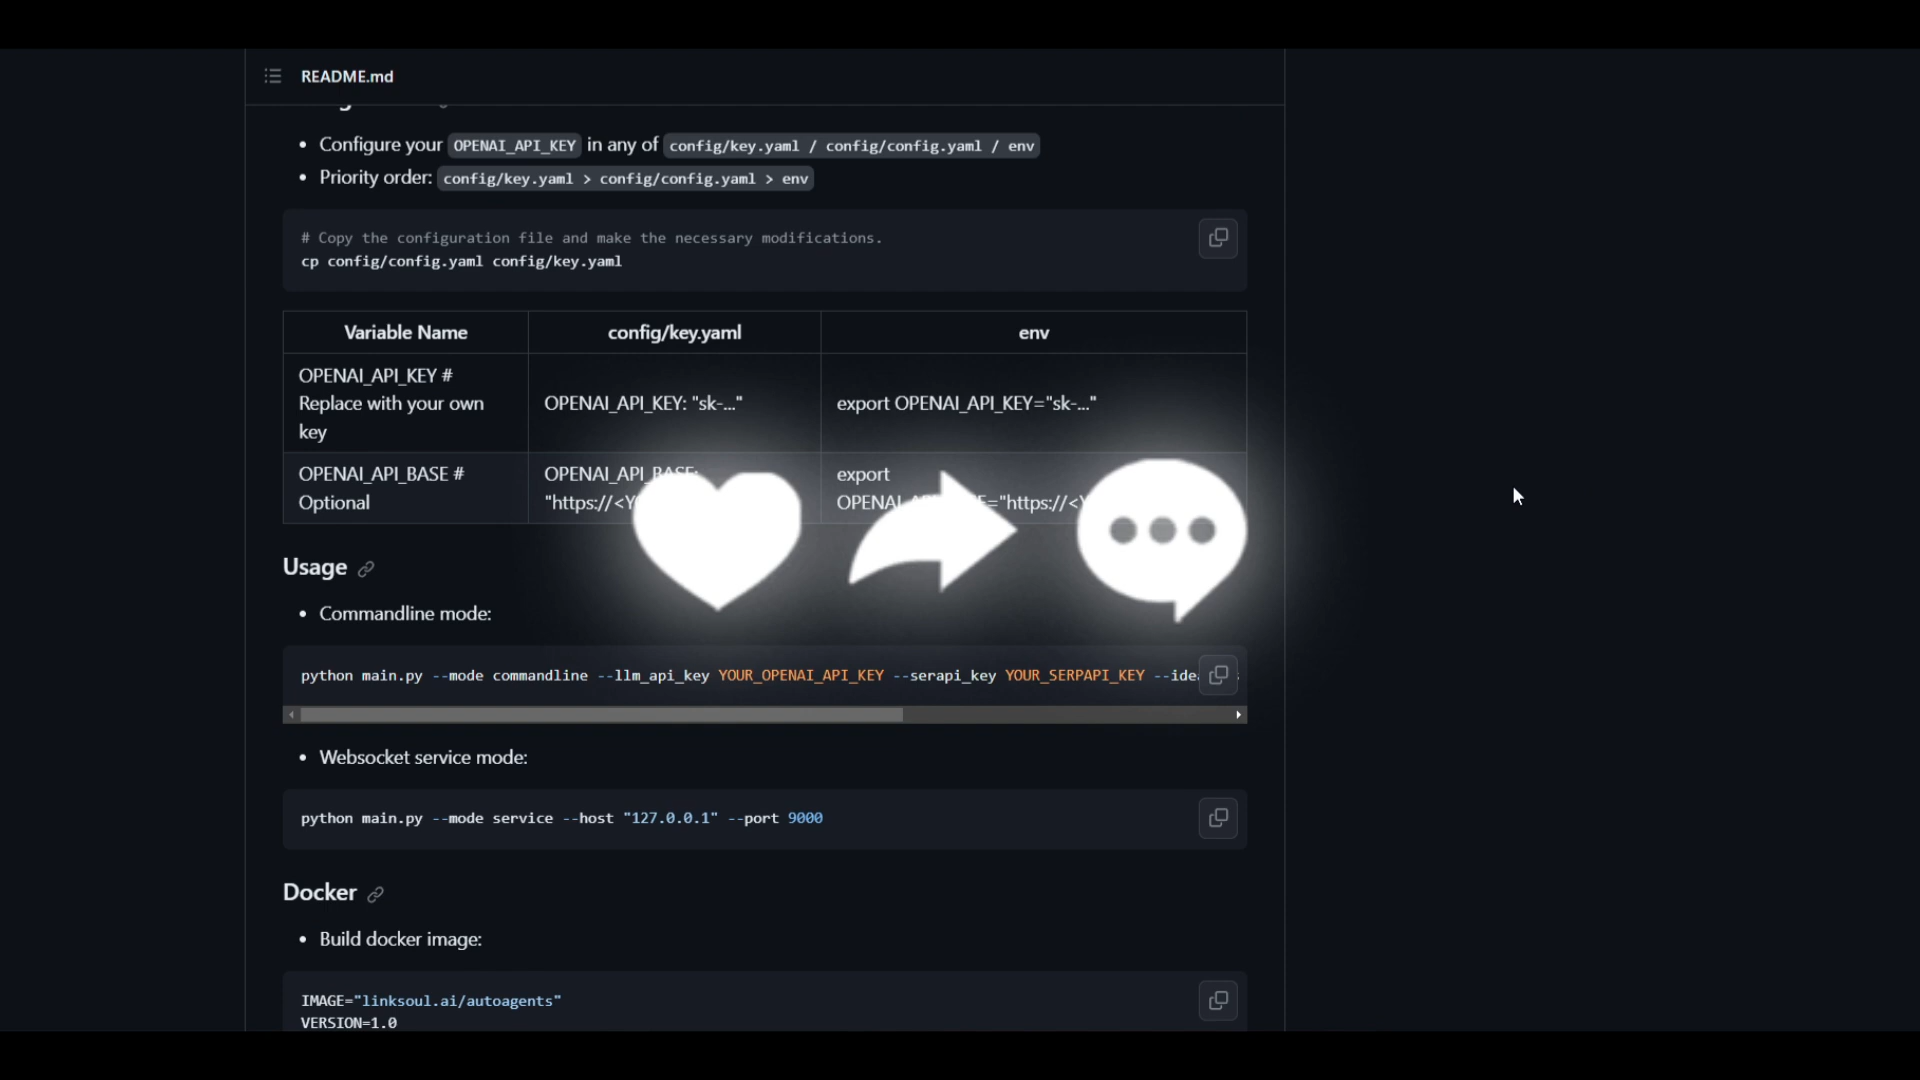 README.md
Configure your OPENAI_API_KEY in any of config/key.yaml / config/config.yaml / env
Priority order: config/key.yaml > config/config.yaml > env
# Copy the configuration file and make the necessary modifications.
cp config/config.yaml config/key.yaml
Variable Name config/key.yaml env
OPENAI_API_KEY #
Replace with your own
key
OPENAI_API_KEY: "sk-..."
export OPENAI_API_KEY="sk-..."
OPENAI_API_BASE #
Optional
OPENAI_API_BASE:
"https://<Y
export
OPENAI_API_BASE="https://<Y
Usage
Commandline mode:
python main.py --mode commandline --llm_api_key YOUR_OPENAI_API_KEY --serapi_key YOUR_SERPAPI_KEY --idea
Websocket service mode:
python main.py --mode service --host "127.0.0.1" --port 9000
Docker
Build docker image:
IMAGE="linksoul.ai/autoagents"
VERSION=1.0